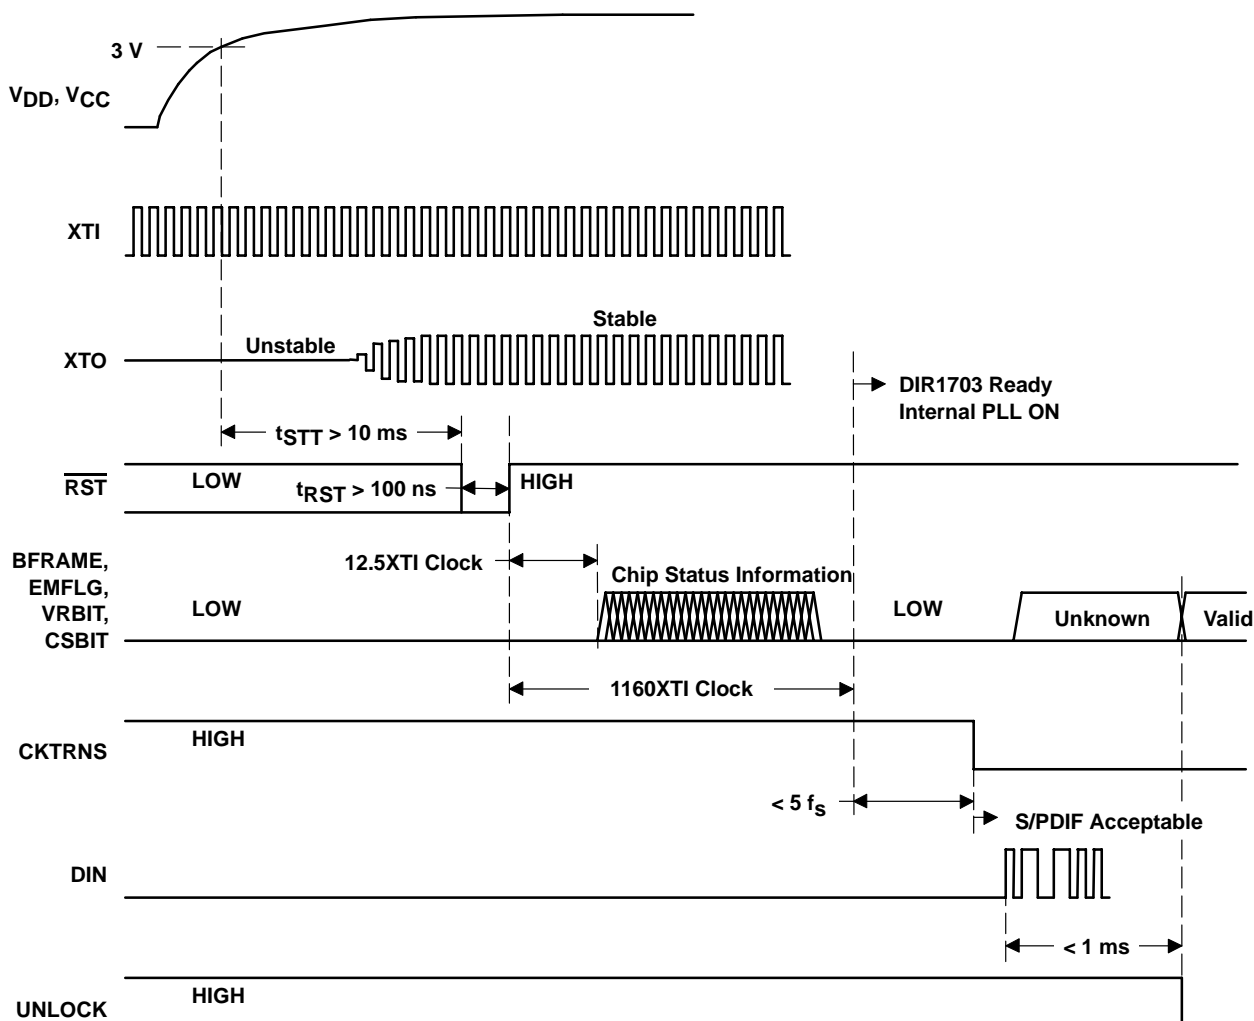 3 V
VDD, VCC
XTI
Stable
Unstable
XTO
DIR1703 Ready
Internal PLL ON
tSTT > 10 ms
RST
LOW
HIGH
tRST > 100 ns
BFRAME,
EMFLG,
VRBIT,
CSBIT
12.5XTI Clock
Chip Status Information
LOW
LOW
Unknown
Valid
1160XTI Clock
CKTRNS
HIGH
< 5 fs
S/PDIF Acceptable
DIN
< 1 ms
UNLOCK
HIGH